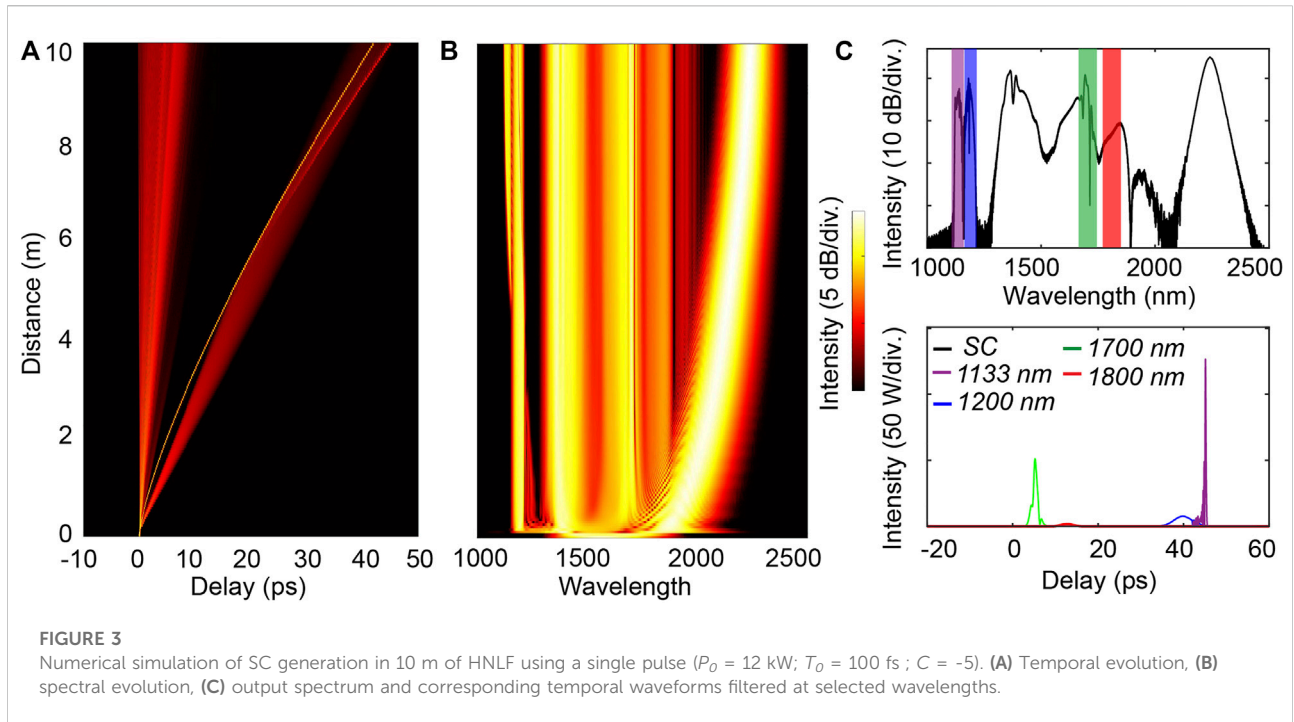 A
10
8
6
4
2
0
Distance (m)
-10 0 10 20 30 40 50
Delay (ps)
B
1000 1500 2000 2500
Wavelength
Intensity (5 dB/div.)
C
Intensity (10 dB/div.)
1000 1500 2000 2500
Wavelength (nm)
Intensity (50 W/div.)
SC
1133 nm
1200 nm
1700 nm
1800 nm
-20 0 20 40 60
Delay (ps)
FIGURE 3
Numerical simulation of SC generation in 10 m of HNLF using a single pulse (P0 = 12 kW; T0 = 100 fs ; C = -5). (A) Temporal evolution, (B)
spectral evolution, (C) output spectrum and corresponding temporal waveforms filtered at selected wavelengths.